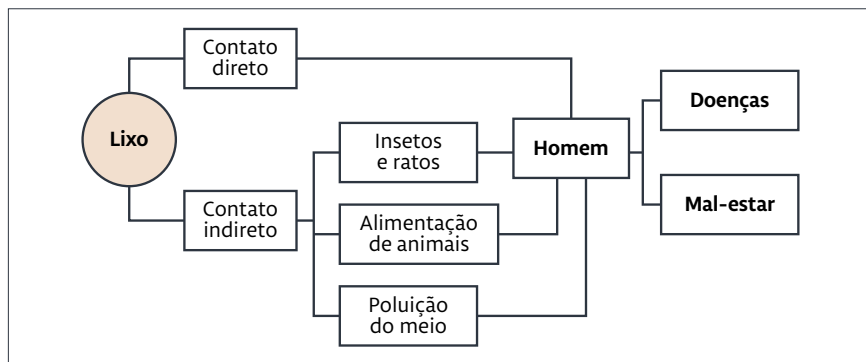 Contato
direto
Lixo
Insetos
e ratos
Homem
Doenças
Contato
indireto
Alimentação
de animais
Mal-estar
Poluição
do meio